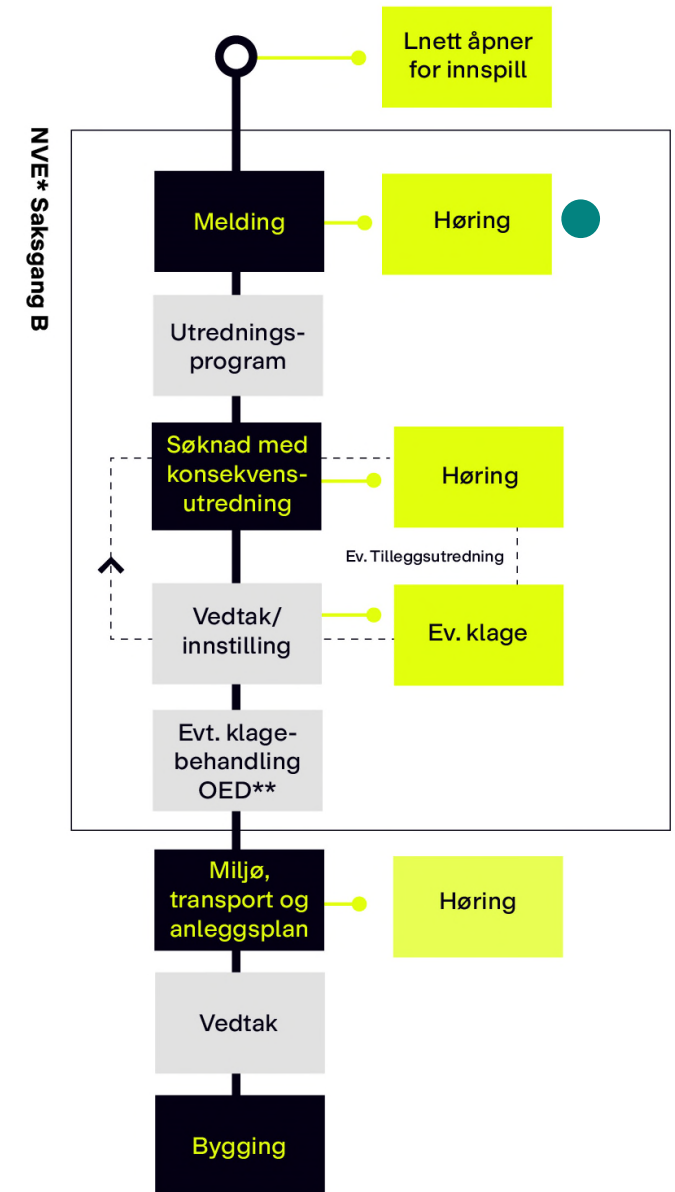 Lnett åpner
for innspill
NVE* Saksgang B
Melding
Høring
Utrednings-
program
Søknad med
konsekvens-
utredning
Høring
Ev. Tilleggsutredning
Vedtak/
innstilling
Ev. klage
Evt. klage-
behandling
OED**
Miljø,
transport og
anleggsplan
Høring
Vedtak
Bygging